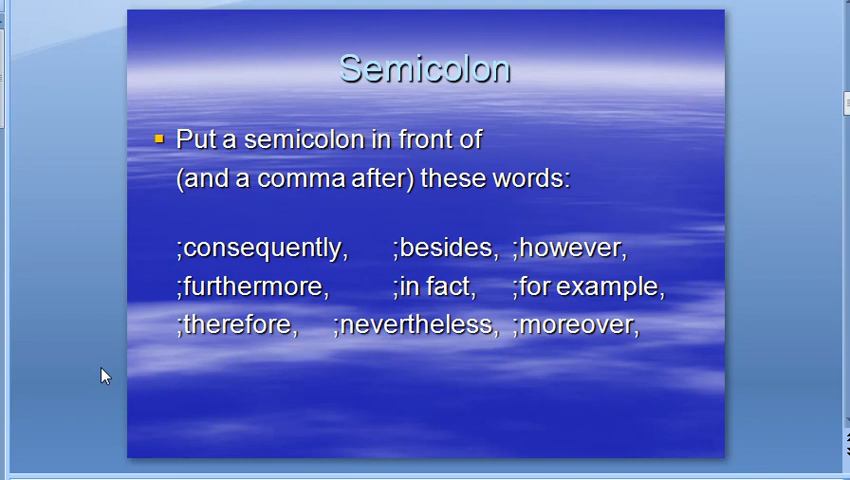 Semicolon
Put a semicolon in front of
(and a comma after) these words:
;consequently, ;besides, ;however,
;furthermore, ;in fact, ;for example,
;therefore, ;nevertheless, ;moreover,